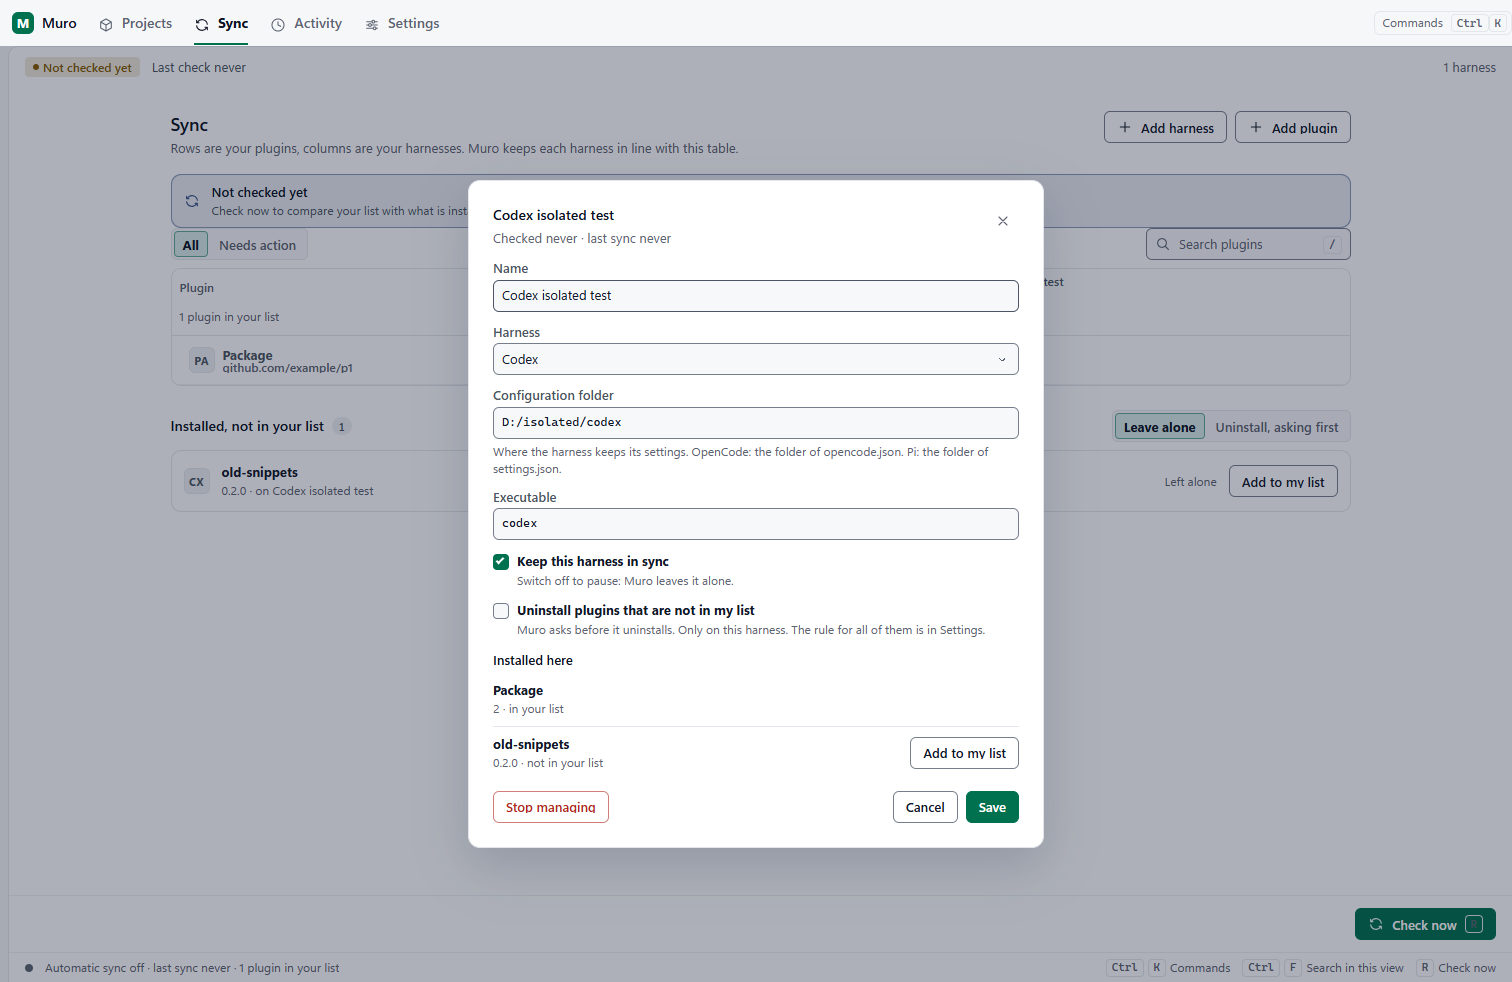 M Muro Projects Sync Activity Settings Commands Ctrl K
Not checked yet Last check never 1 harness
Sync
Rows are your plugins, columns are your harnesses. Muro keeps each harness in line with this table.
Add harness Add plugin
Not checked yet
Check now to compare your list with what is inst
All Needs action
Search plugins /
Plugin
test
1 plugin in your list
PA Package
github.com/example/p1
Installed, not in your list 1
Leave alone Uninstall, asking first
CX old-snippets
0.2.0 · on Codex isolated test
Left alone Add to my list
Codex isolated test
Checked never · last sync never
Name
Codex isolated test
Harness
Codex
Configuration folder
D:/isolated/codex
Where the harness keeps its settings. OpenCode: the folder of opencode.json. Pi: the folder of
settings.json.
Executable
codex
Keep this harness in sync
Switch off to pause: Muro leaves it alone.
Uninstall plugins that are not in my list
Muro asks before it uninstalls. Only on this harness. The rule for all of them is in Settings.
Installed here
Package
2 · in your list
old-snippets
0.2.0 · not in your list
Add to my list
Stop managing Cancel Save
Check now R
Automatic sync off · last sync never · 1 plugin in your list
Ctrl K Commands Ctrl F Search in this view R Check now